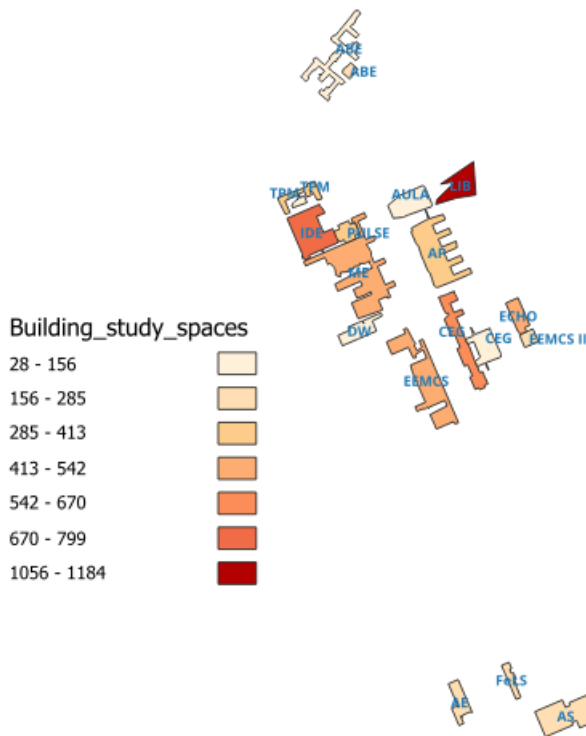 ABE
ABE
TPM
TPM
AULA
LIB
IDE
PULSE
AP
ME
ECHO
DW
CEG
CEG
EEMCS II
EEMCS
Building_study_spaces
28 - 156
156 - 285
285 - 413
413 - 542
542 - 670
670 - 799
1056 - 1184
FeLS
AE
AS